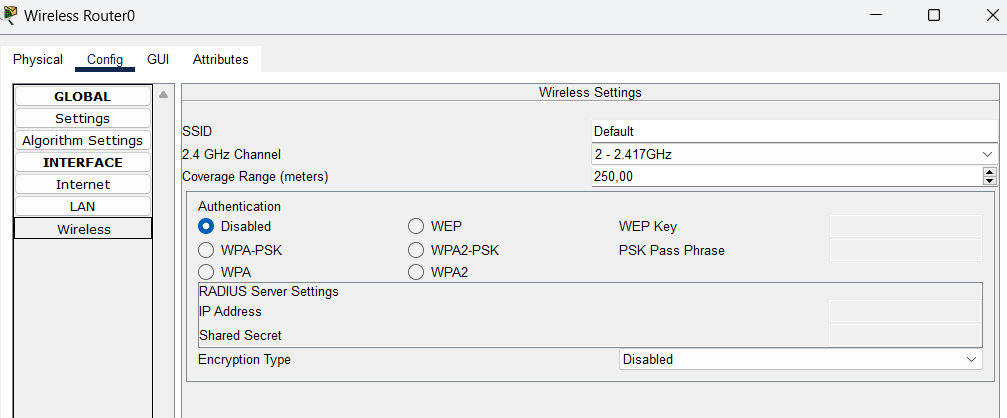 Wireless Router0
Physical Config GUI Attributes
GLOBAL
Settings
Algorithm Settings
INTERFACE
Internet
LAN
Wireless
Wireless Settings
SSID Default
2.4 GHz Channel 2 - 2.417GHz
Coverage Range (meters) 250,00
Authentication
Disabled WEP WEP Key
WPA-PSK WPA2-PSK PSK Pass Phrase
WPA WPA2
RADIUS Server Settings
IP Address
Shared Secret
Encryption Type Disabled